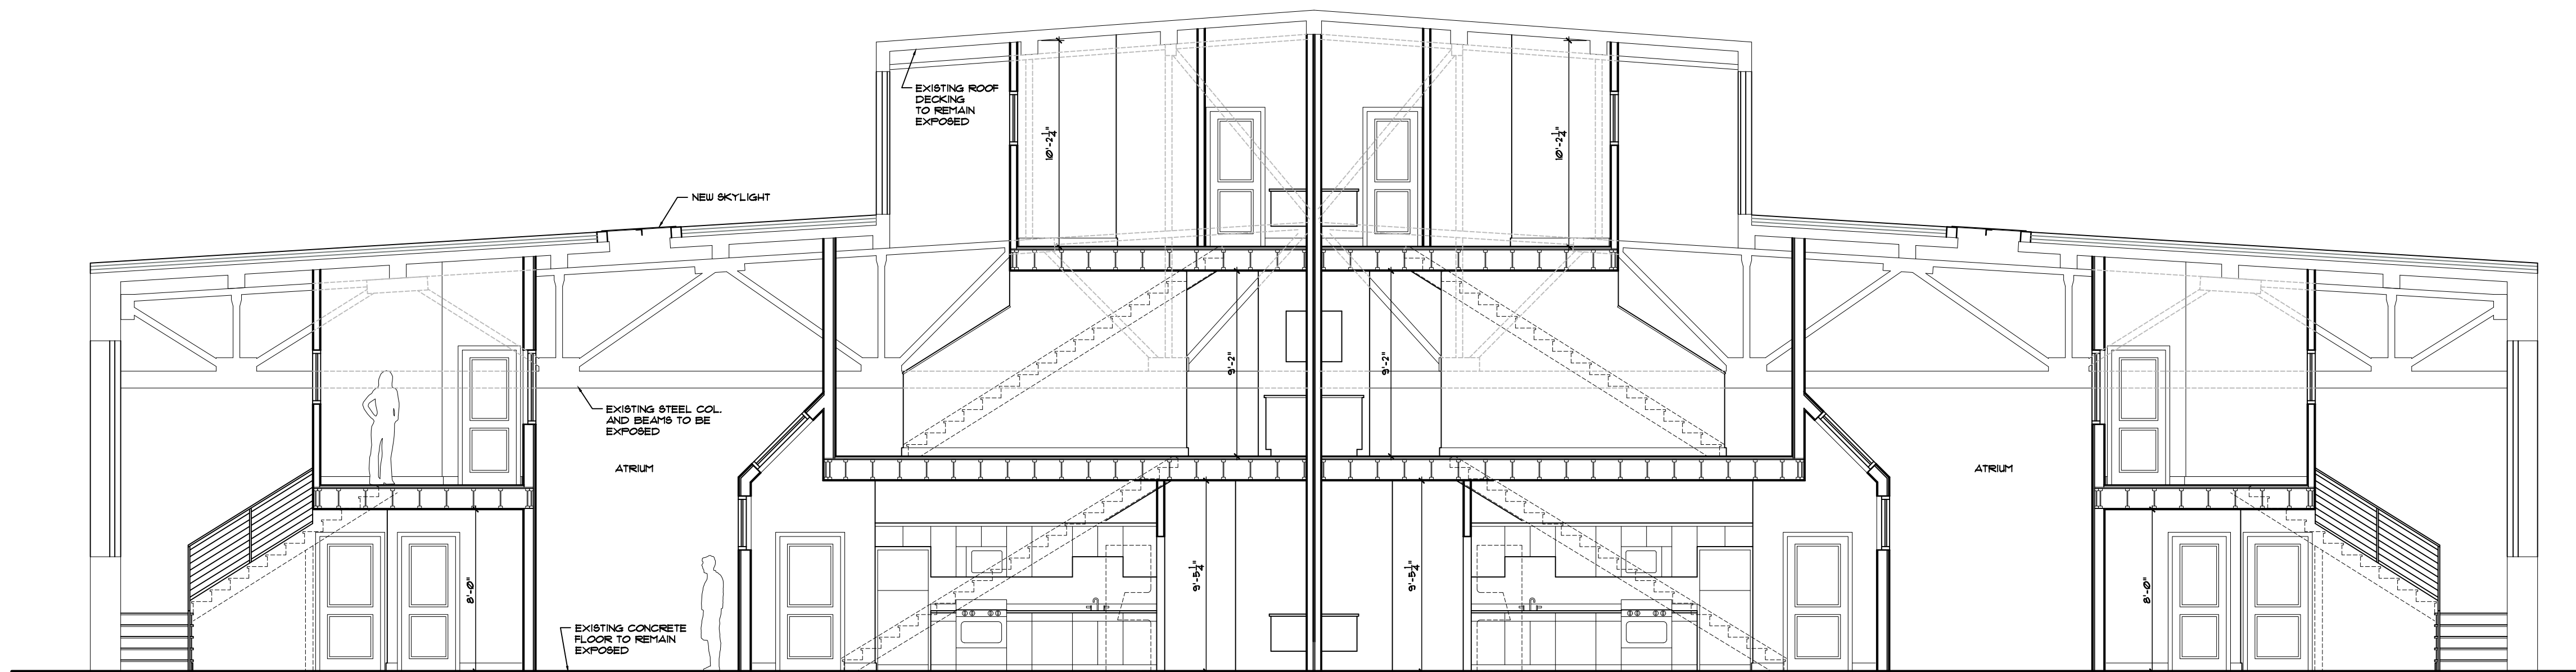 EXISTING ROOF
DECKING
TO REMAIN
EXPOSED
10'-2 1/4"
10'-2 1/4"
NEW SKYLIGHT
9'-2"
9'-2"
EXISTING STEEL COL.
AND BEAMS TO BE
EXPOSED
ATRIUM
ATRIUM
8'-0"
9'-5 1/4"
9'-5 1/4"
8'-0"
EXISTING CONCRETE
FLOOR TO REMAIN
EXPOSED